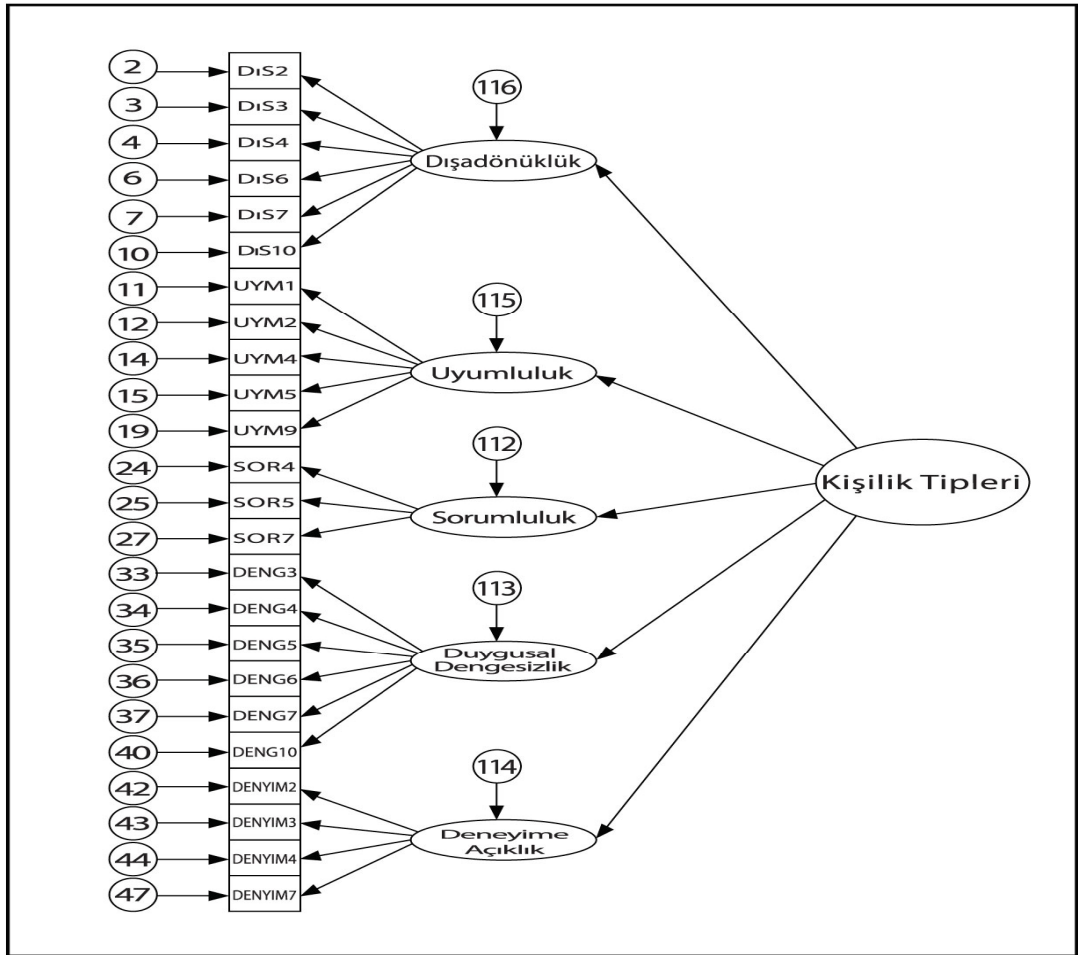 2
DıS2
3
DıS3
4
DıS4
6
DıS6
7
DıS7
10
DıS10
116
Dışadönüklük
11
UYM1
12
UYM2
14
UYM4
15
UYM5
19
UYM9
115
Uyumluluk
24
SOR4
25
SOR5
27
SOR7
112
Sorumluluk
33
DENG3
34
DENG4
35
DENG5
36
DENG6
37
DENG7
40
DENG10
113
Duygusal
Dengesizlik
42
DENYIM2
43
DENYIM3
44
DENYIM4
47
DENYIM7
114
Deneyime
Açıklık
Kişilik Tipleri